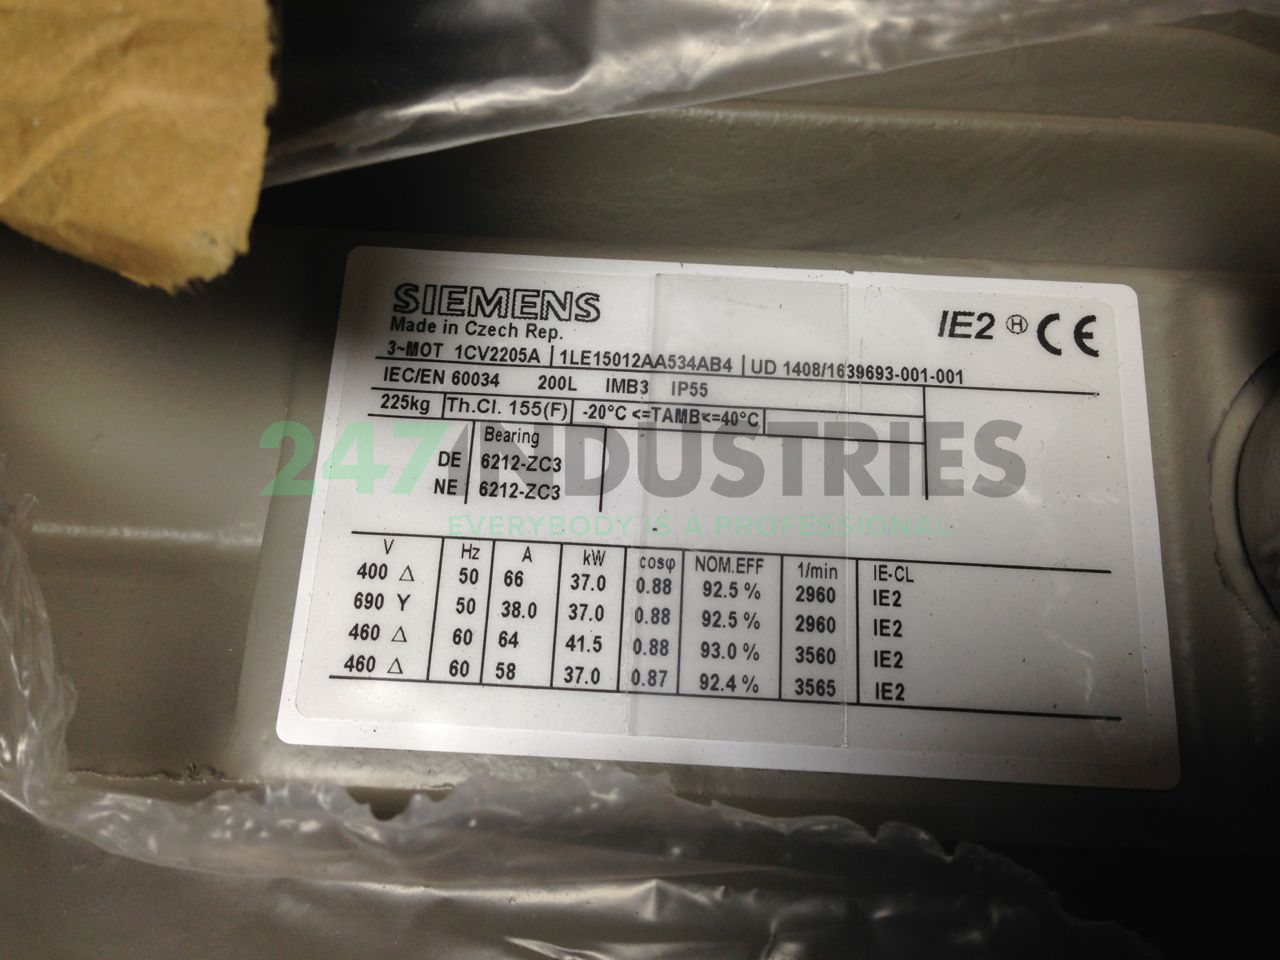 SIEMENS
Made in Czech Rep.
IE2 H CE
3~MOT 1CV2205A 1LE15012AA534AB4 UD 1408/1639693-001-001
IEC/EN 60034 200L IMB3 IP55
225kg Th.Cl. 155(F) -20°C <=TAMB<=40°C
Bearing
DE 6212-ZC3
NE 6212-ZC3
247INDUSTRIES
EVERYBODY IS A PROFESSIONAL
V Hz A kW cosφ NOM.EFF 1/min IE-CL
400 Δ 50 66 37.0 0.88 92.5 % 2960 IE2
690 Y 50 38.0 37.0 0.88 92.5 % 2960 IE2
460 Δ 60 64 41.5 0.88 93.0 % 3560 IE2
460 Δ 60 58 37.0 0.87 92.4 % 3565 IE2